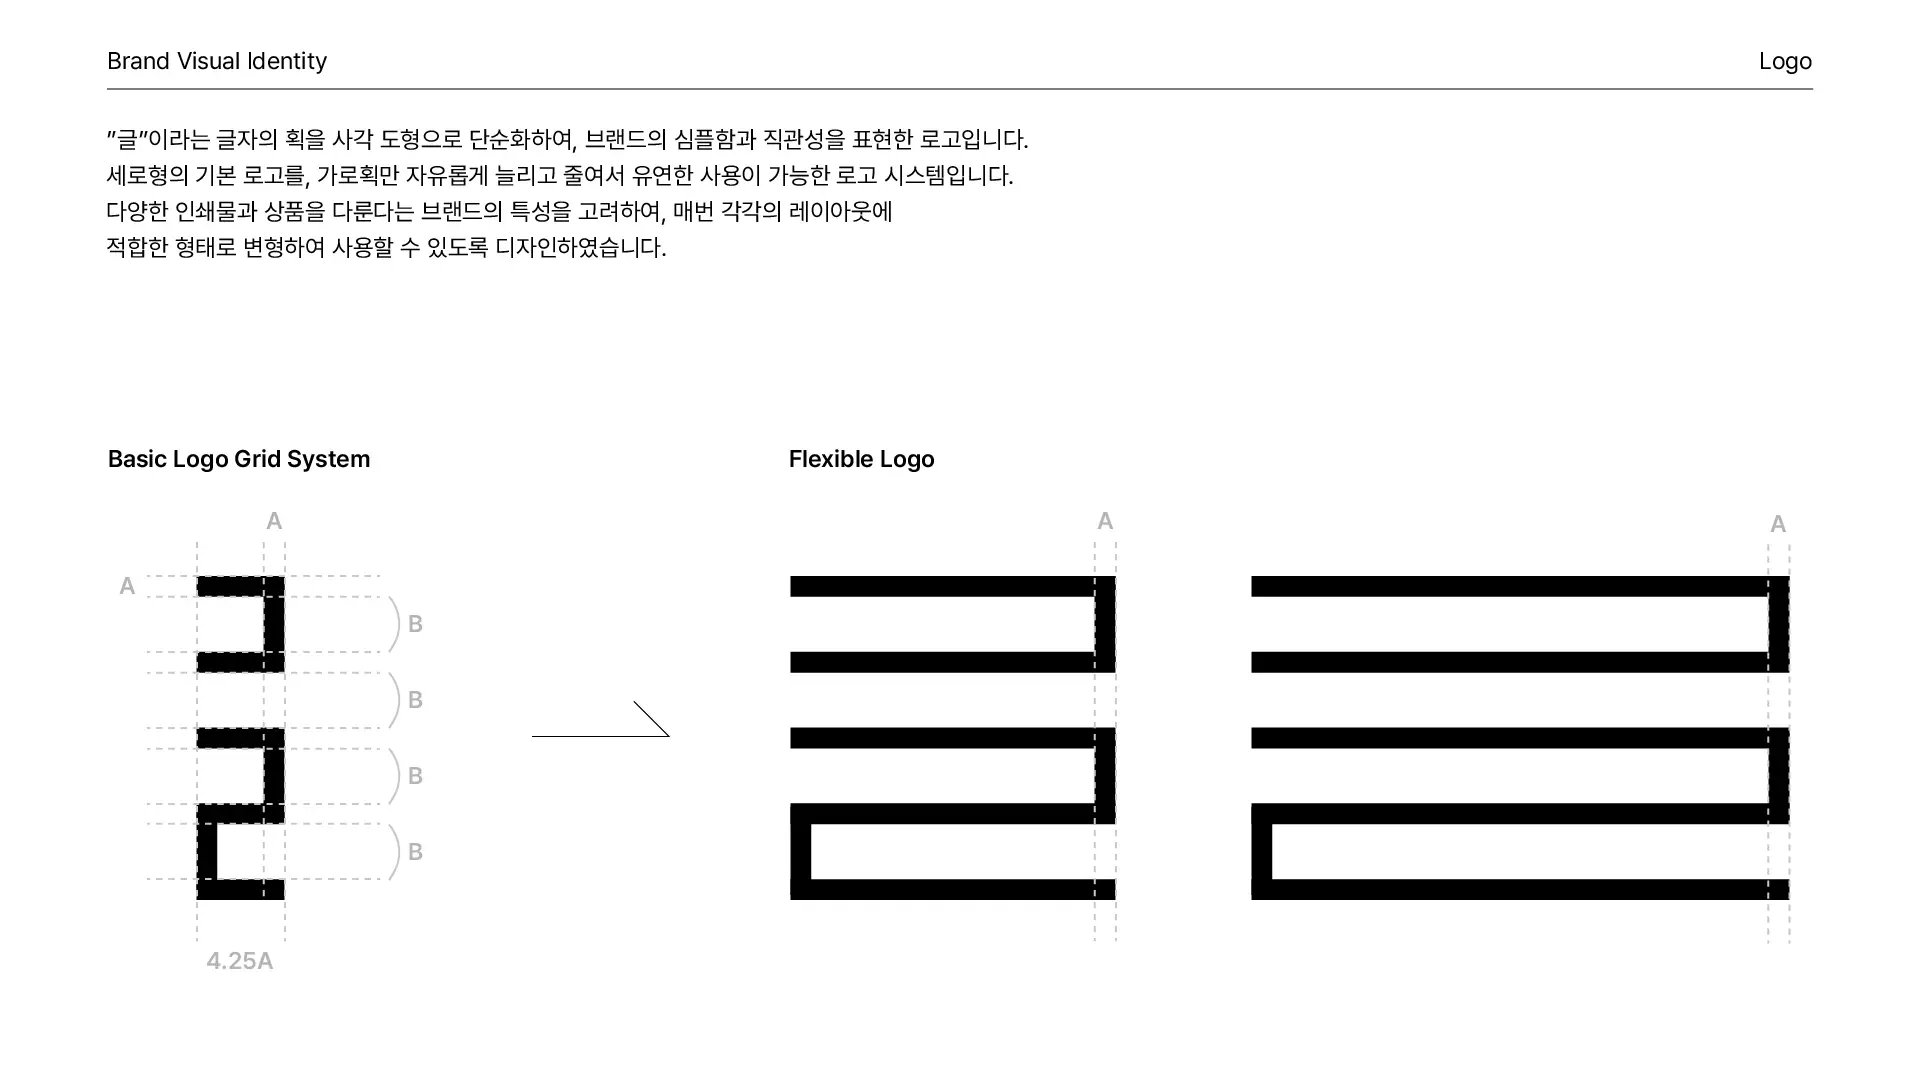 Brand Visual Identity
Logo
”글”이라는 글자의 획을 사각 도형으로 단순화하여, 브랜드의 심플함과 직관성을 표현한 로고입니다.
세로형의 기본 로고를, 가로획만 자유롭게 늘리고 줄여서 유연한 사용이 가능한 로고 시스템입니다.
다양한 인쇄물과 상품을 다룬다는 브랜드의 특성을 고려하여, 매번 각각의 레이아웃에
적합한 형태로 변형하여 사용할 수 있도록 디자인하였습니다.
Basic Logo Grid System
Flexible Logo
A
A
A
A
B
B
B
B
4.25A